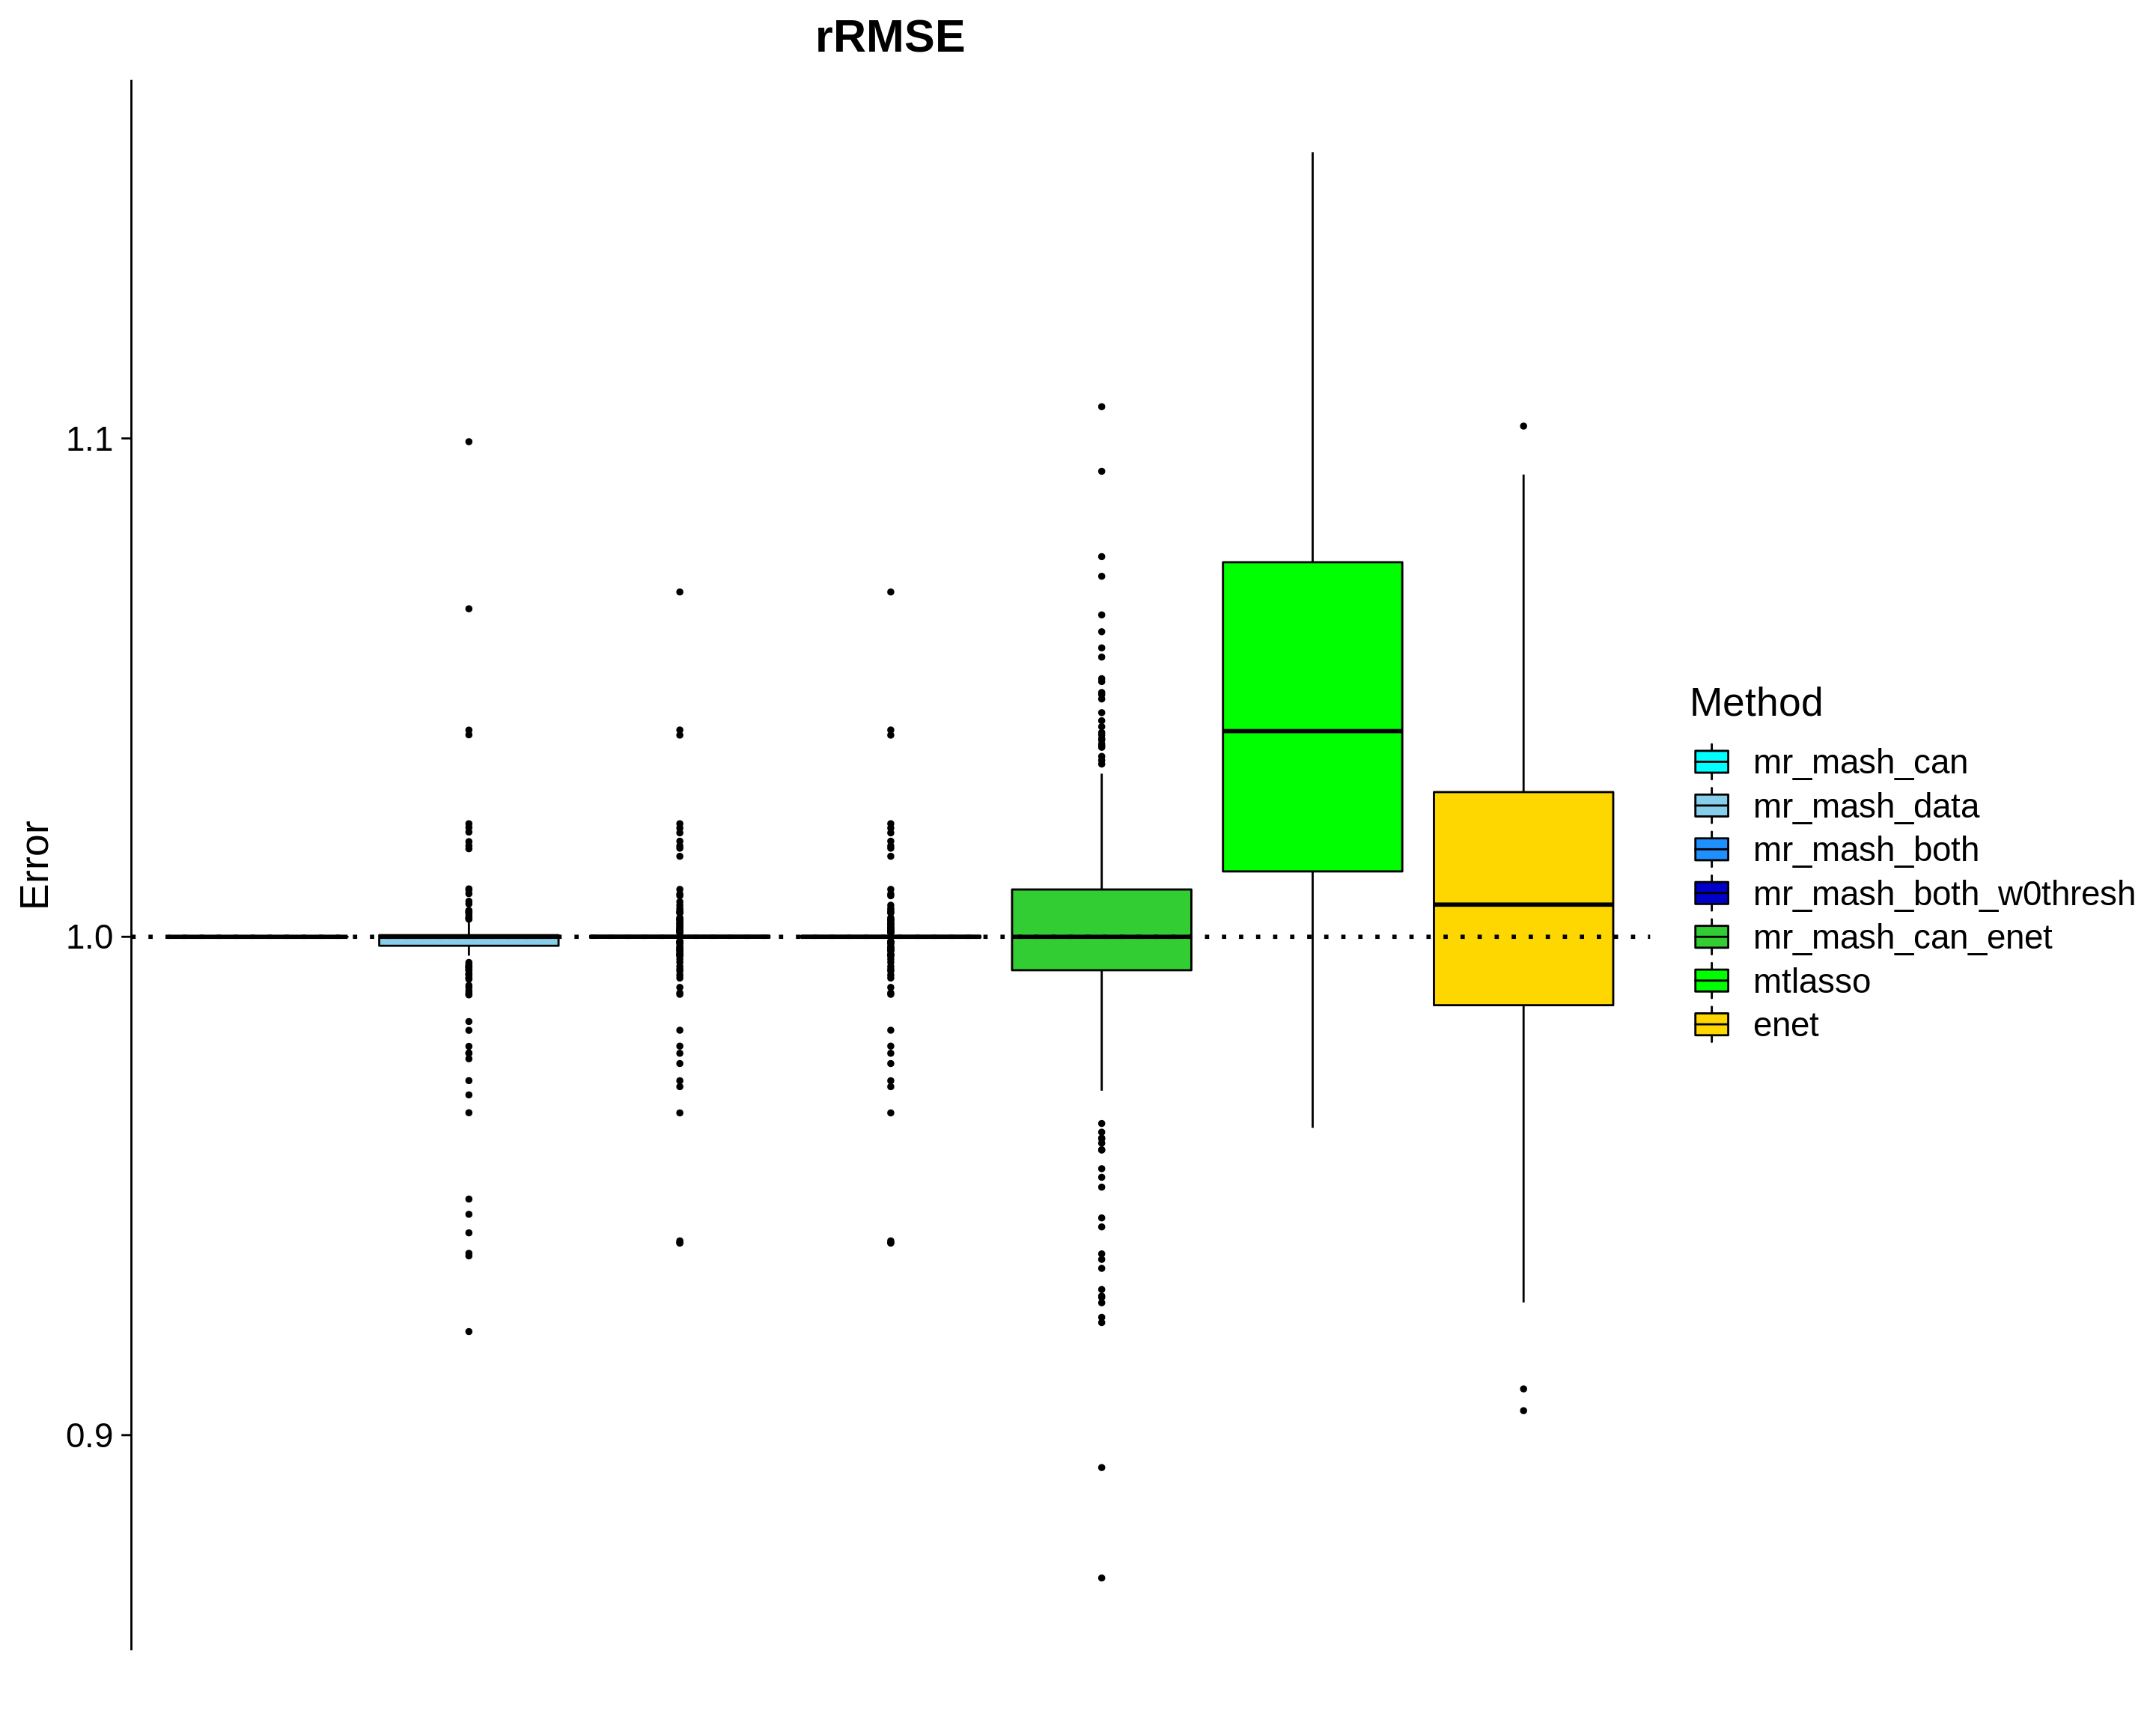 rRMSE
Error
1.1
1.0
0.9
Method
mr_mash_can
mr_mash_data
mr_mash_both
mr_mash_both_w0thresh
mr_mash_can_enet
mtlasso
enet